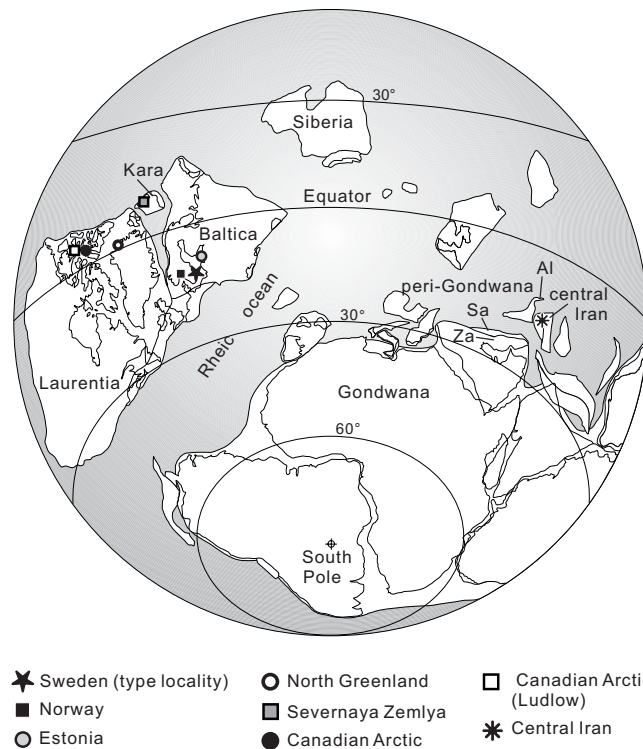 30°
Siberia
Kara
Equator
Baltica
peri-Gondwana
Al
central
Iran
Rheic ocean
30°
Sa
Za
Laurentia
Gondwana
60°
South
Pole
Sweden (type locality)
Norway
Estonia
North Greenland
Severnaya Zemlya
Canadian Arctic
Canadian Arctic
(Ludlow)
Central Iran